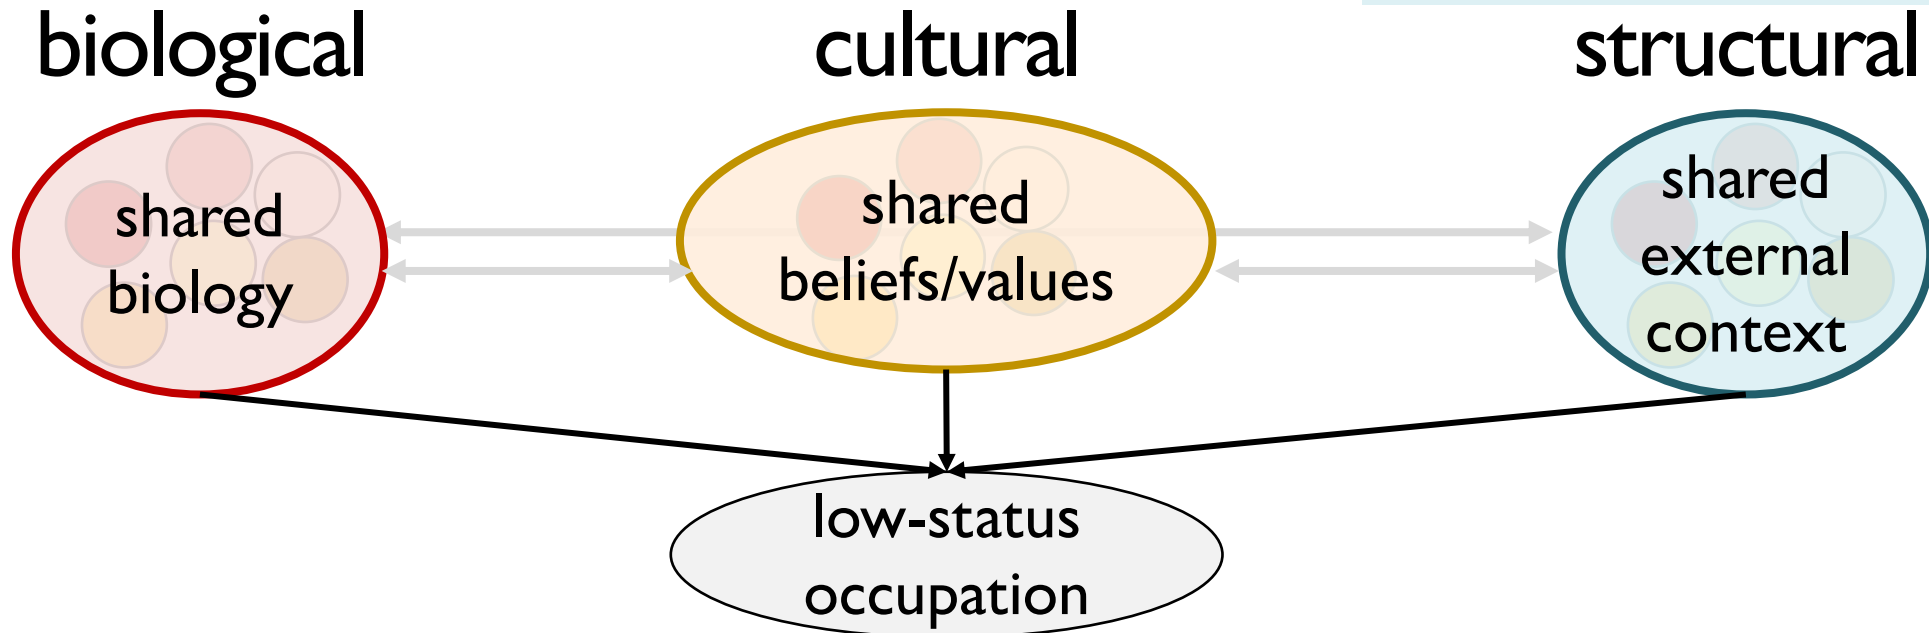 biological
cultural
structural
shared
biology
shared
beliefs/values
shared
external
context
low-status
occupation